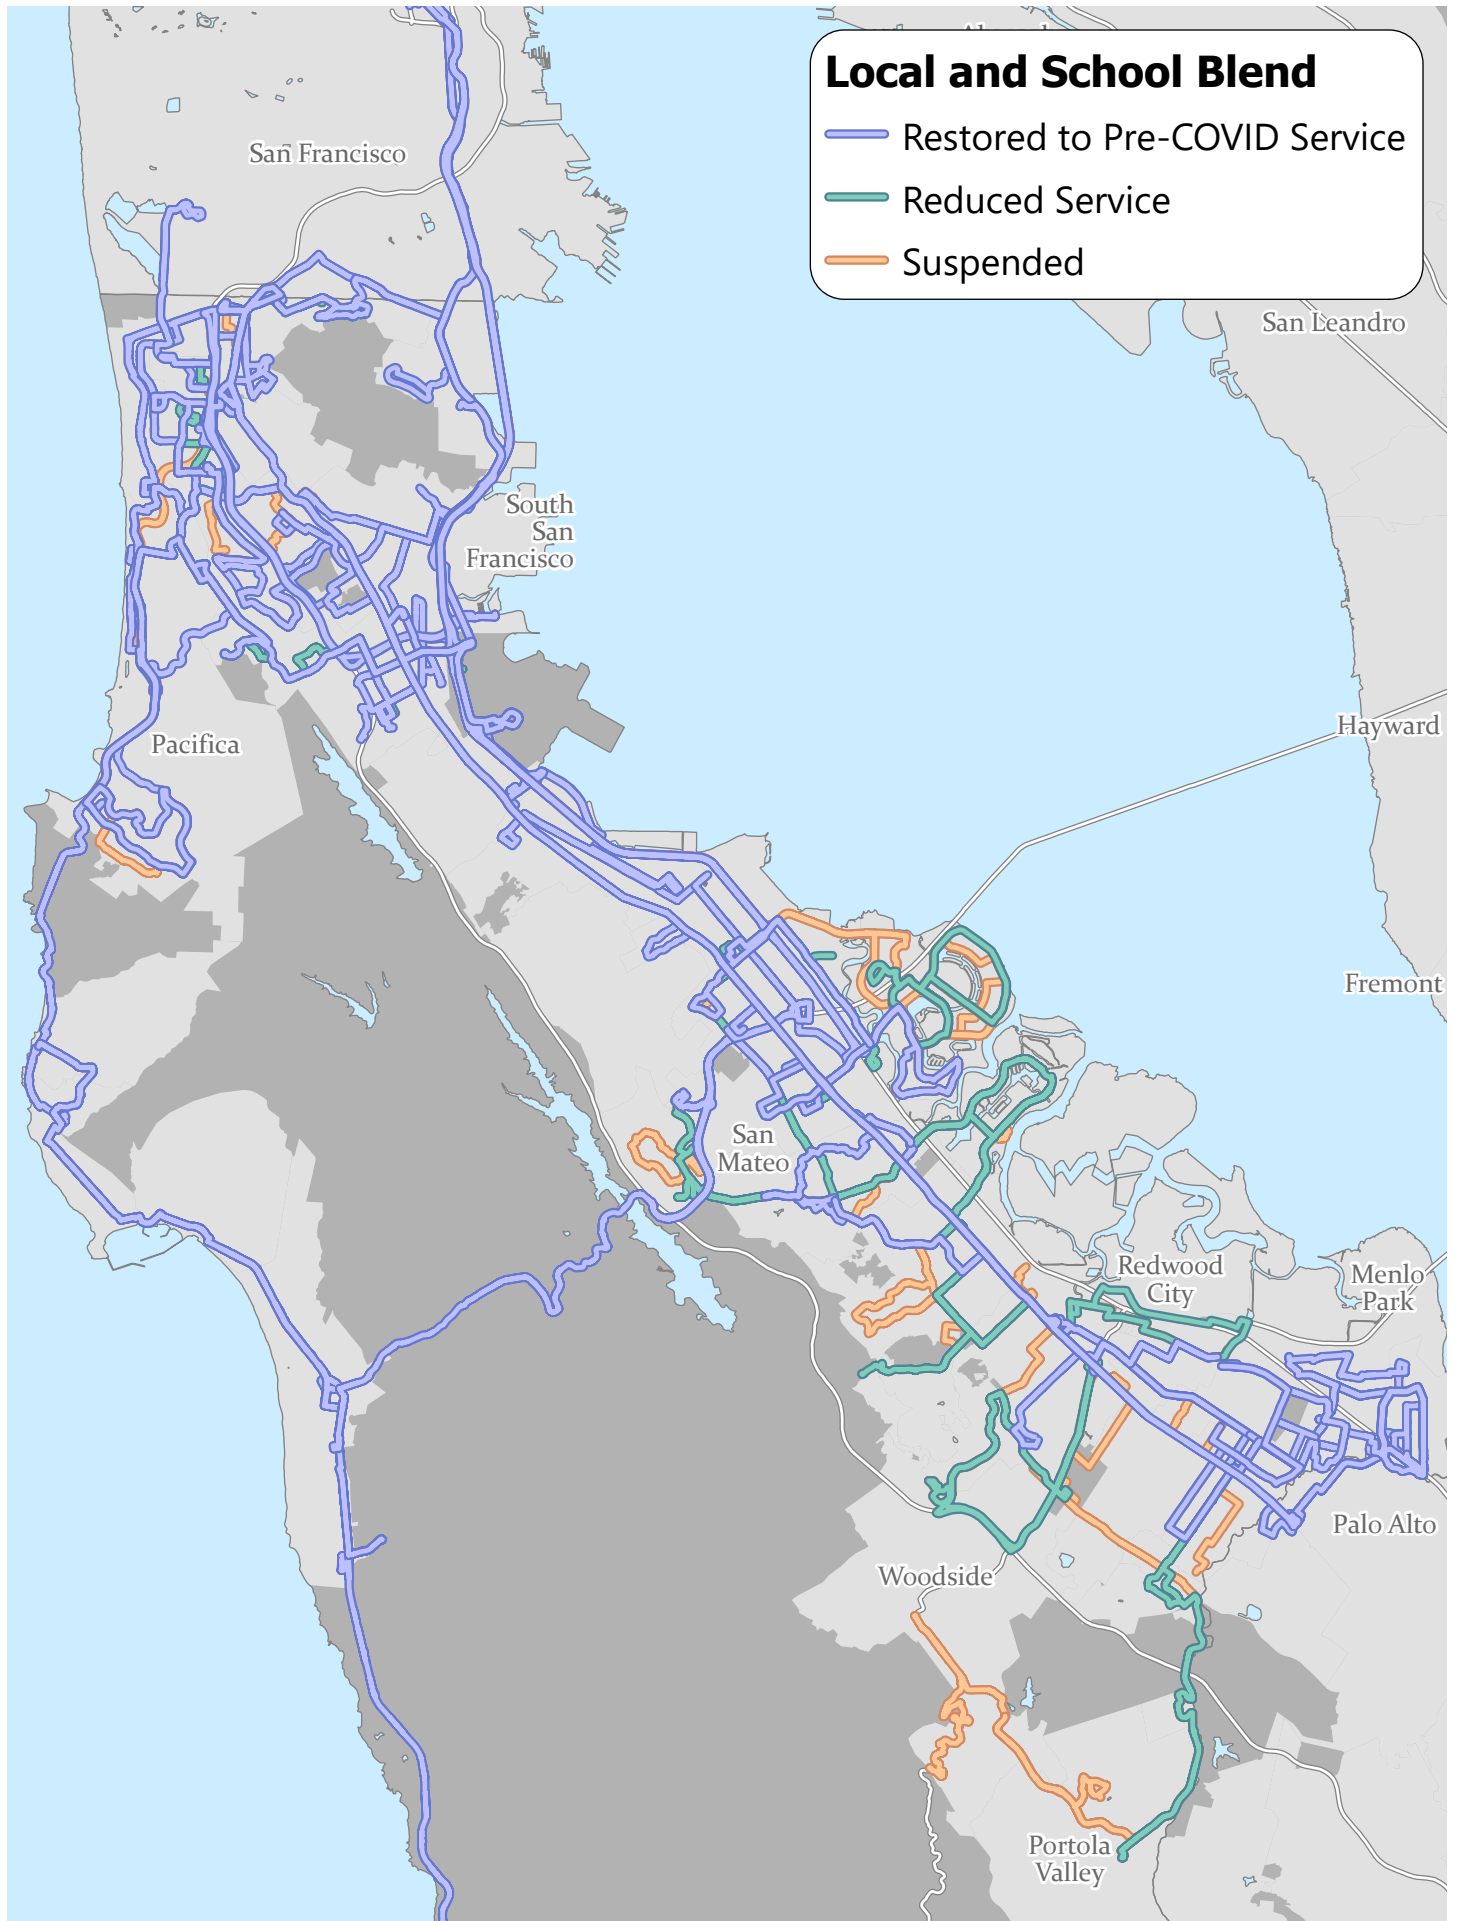 Local and School Blend
Restored to Pre-COVID Service
Reduced Service
Suspended
San Francisco
San Leandro
South
San
Francisco
Hayward
Pacifica
Fremont
San
Mateo
Redwood
City
Menlo
Park
Palo Alto
Woodside
Portola
Valley